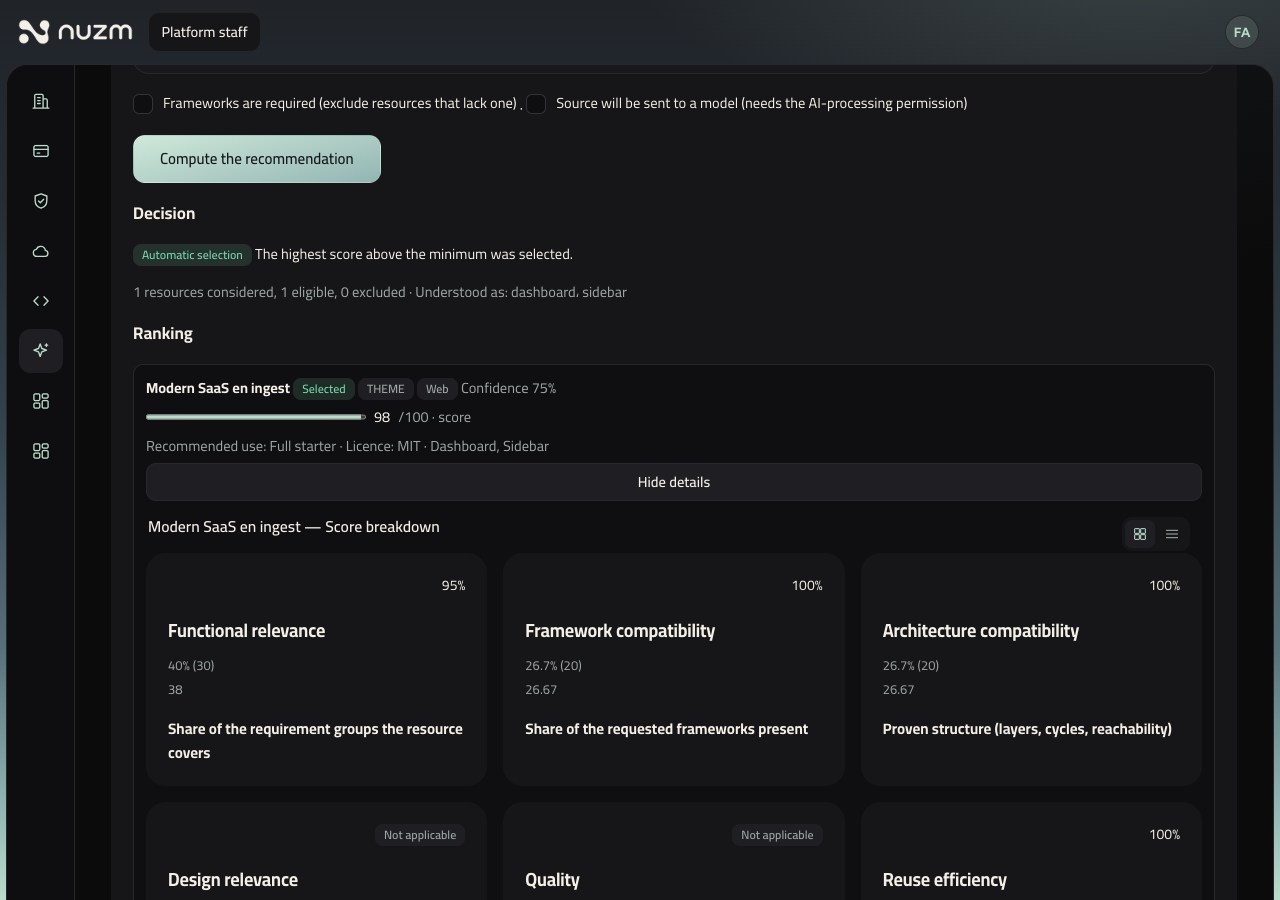 nuzm
Platform staff
FA
Frameworks are required (exclude resources that lack one) . Source will be sent to a model (needs the AI-processing permission)
Compute the recommendation
Decision
Automatic selection The highest score above the minimum was selected.
1 resources considered, 1 eligible, 0 excluded · Understood as: dashboard، sidebar
Ranking
Modern SaaS en ingest Selected THEME Web Confidence 75%
98 /100 · score
Recommended use: Full starter · Licence: MIT · Dashboard, Sidebar
Hide details
Modern SaaS en ingest — Score breakdown
95%
Functional relevance
40% (30)
38
Share of the requirement groups the resource
covers
100%
Framework compatibility
26.7% (20)
26.67
Share of the requested frameworks present
100%
Architecture compatibility
26.7% (20)
26.67
Proven structure (layers, cycles, reachability)
Not applicable
Design relevance
Not applicable
Quality
100%
Reuse efficiency